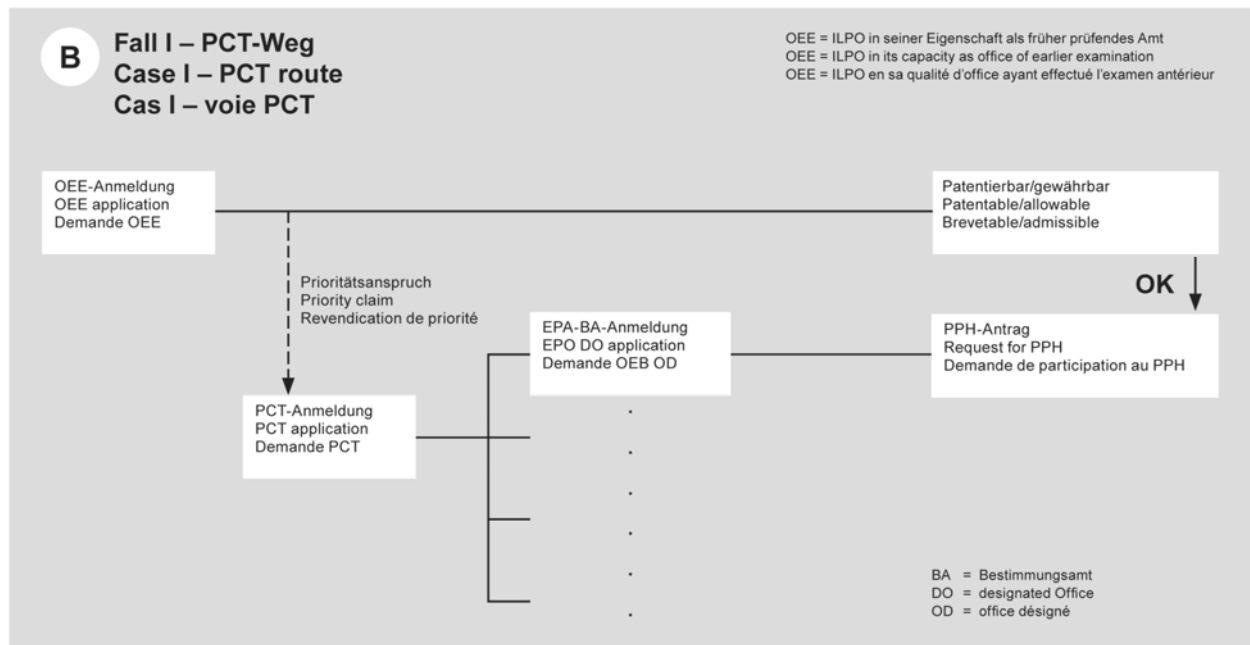 B
Fall I – PCT-Weg
Case I – PCT route
Cas I – voie PCT
OEE = ILPO in seiner Eigenschaft als früher prüfendes Amt
OEE = ILPO in its capacity as office of earlier examination
OEE = ILPO en sa qualité d'office ayant effectué l'examen antérieur
OEE-Anmeldung
OEE application
Demande OEE
Patentierbar/gewährbar
Patentable/allowable
Brevetable/admissible
Prioritätsanspruch
Priority claim
Revendication de priorité
OK
EPA-BA-Anmeldung
EPO DO application
Demande OEB OD
PPH-Antrag
Request for PPH
Demande de participation au PPH
PCT-Anmeldung
PCT application
Demande PCT
BA = Bestimmungsamt
DO = designated Office
OD = office désigné